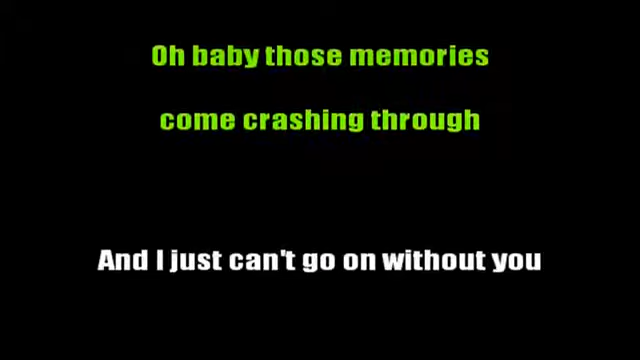 Oh baby those memories
come crashing through
And I just can't go on without you